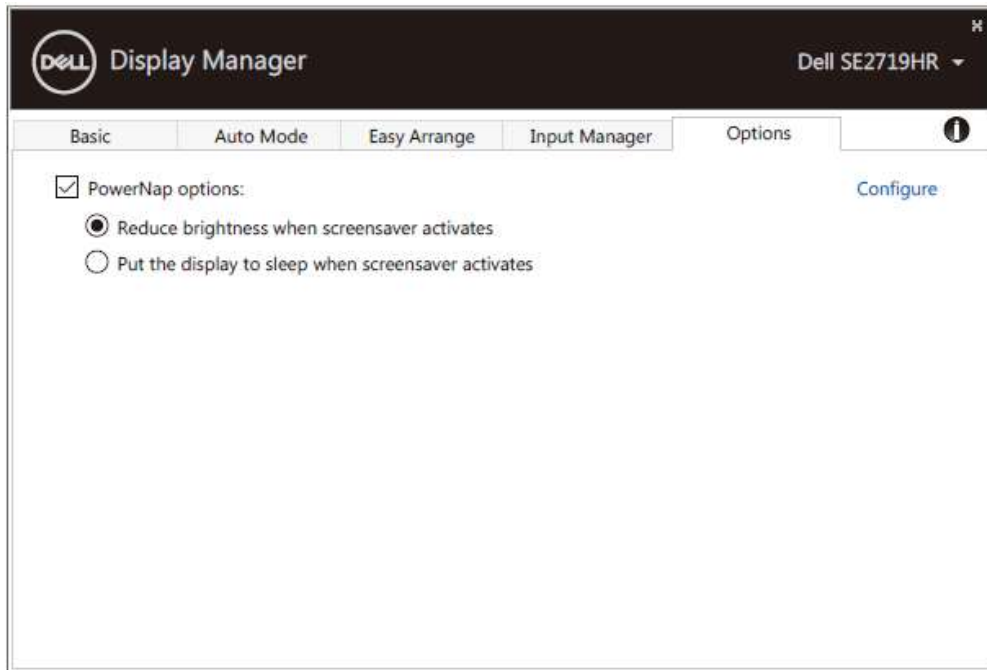 DELL Display Manager
Dell SE2719HR
Basic Auto Mode Easy Arrange Input Manager Options
PowerNap options: Configure
Reduce brightness when screensaver activates
Put the display to sleep when screensaver activates